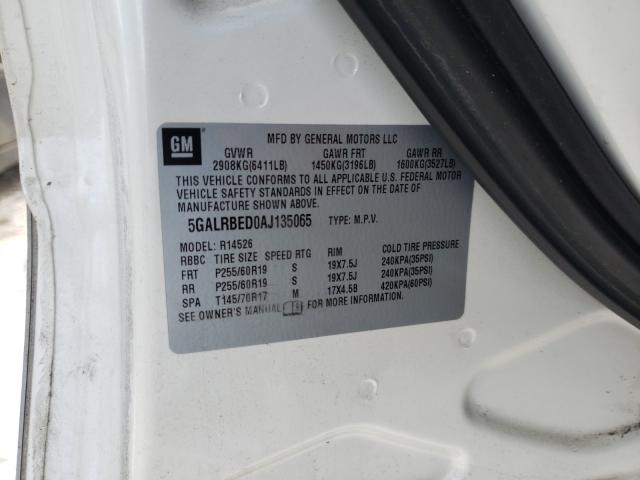 GM
MFD BY GENERAL MOTORS LLC
GVWR GAWR FRT GAWR RR
2908KG(6411LB) 1450KG(3196LB) 1600KG(3527LB)
THIS VEHICLE CONFORMS TO ALL APPLICABLE U.S. FEDERAL MOTOR
VEHICLE SAFETY STANDARDS IN EFFECT ON THE DATE OF
MANUFACTURE SHOWN ABOVE.
5GALRBED0AJ135065 TYPE: M.P.V.
MODEL: R14526
RBBC TIRE SIZE SPEED RTG RIM COLD TIRE PRESSURE
FRT P255/60R19 S 19X7.5J 240KPA(35PSI)
RR P255/60R19 S 19X7.5J 240KPA(35PSI)
SPA T145/70R17 M 17X4.5B 420KPA(60PSI)
SEE OWNER'S MANUAL FOR MORE INFORMATION.